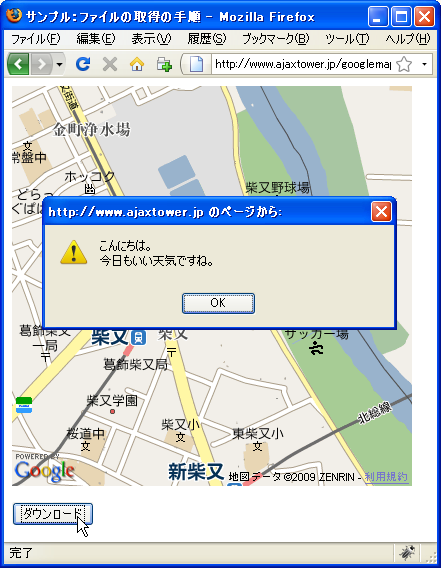 サンプル：ファイルの取得の手順 - Mozilla Firefox
ファイル(F) 編集(E) 表示(V) 履歴(S) ブックマーク(B) ツール(T) ヘルプ(H)
http://www.ajaxtower.jp/googlemap
金町浄水場
常盤中
ホッコク
どらっ
ぐぱぱ
柴又野球場
http://www.ajaxtower.jp のページから:
こんにちは。
今日もいい天気ですね。
OK
葛飾柴又
一局
柴又
柴又
サッカー場
葛飾柴又局
柴又学園
桜道中
柴又小
東柴又小
北総線
新柴又
POWERED BY
Google
地図データ ©2009 ZENRIN - 利用規約
ダウンロード
完了